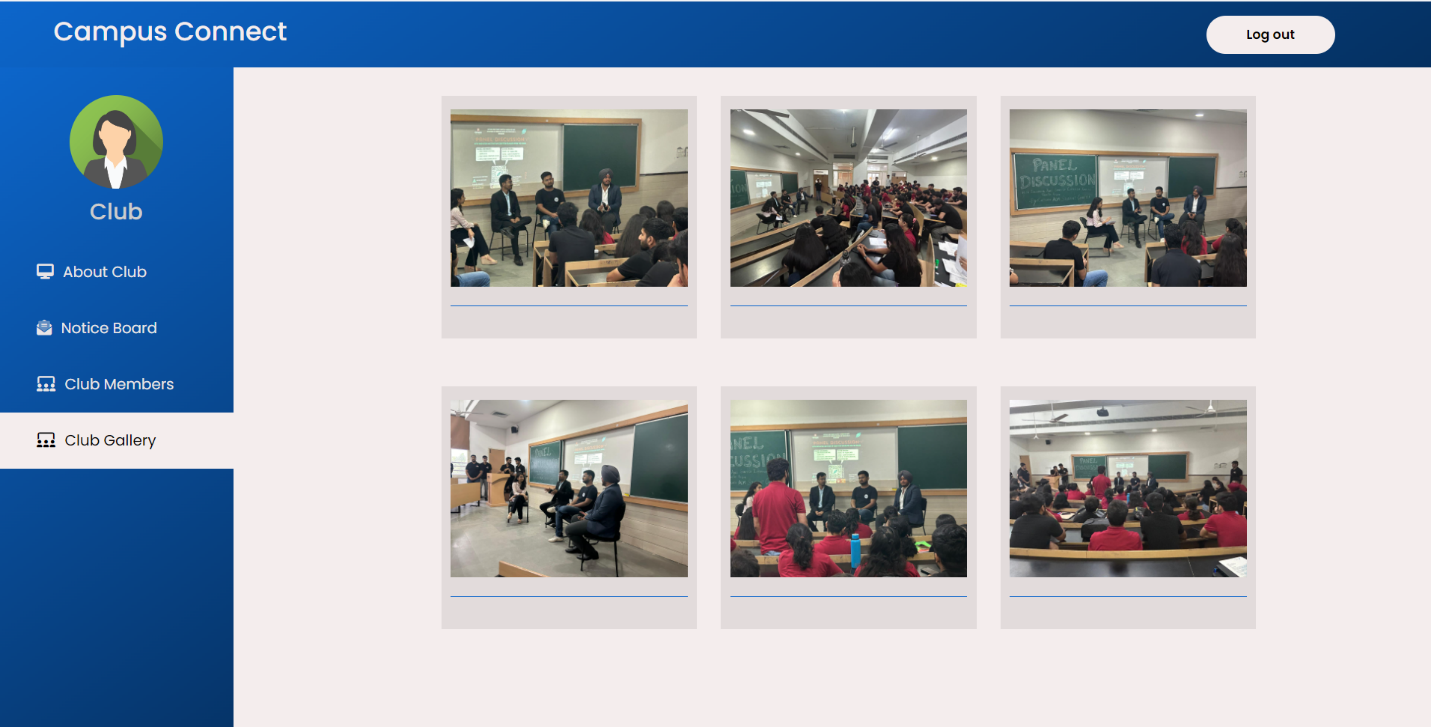 Campus Connect
Log out
Club
About Club
Notice Board
Club Members
Club Gallery
PANEL
DISCUSSION